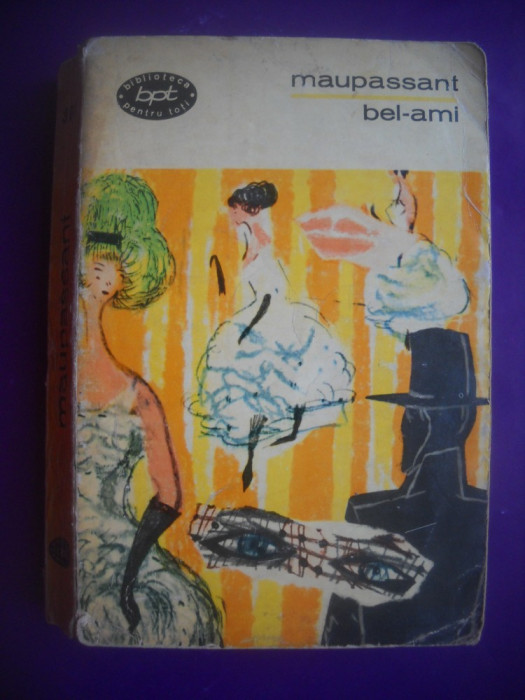 • biblioteca •
bpt
pentru toți
maupassant
bel-ami
maupassant